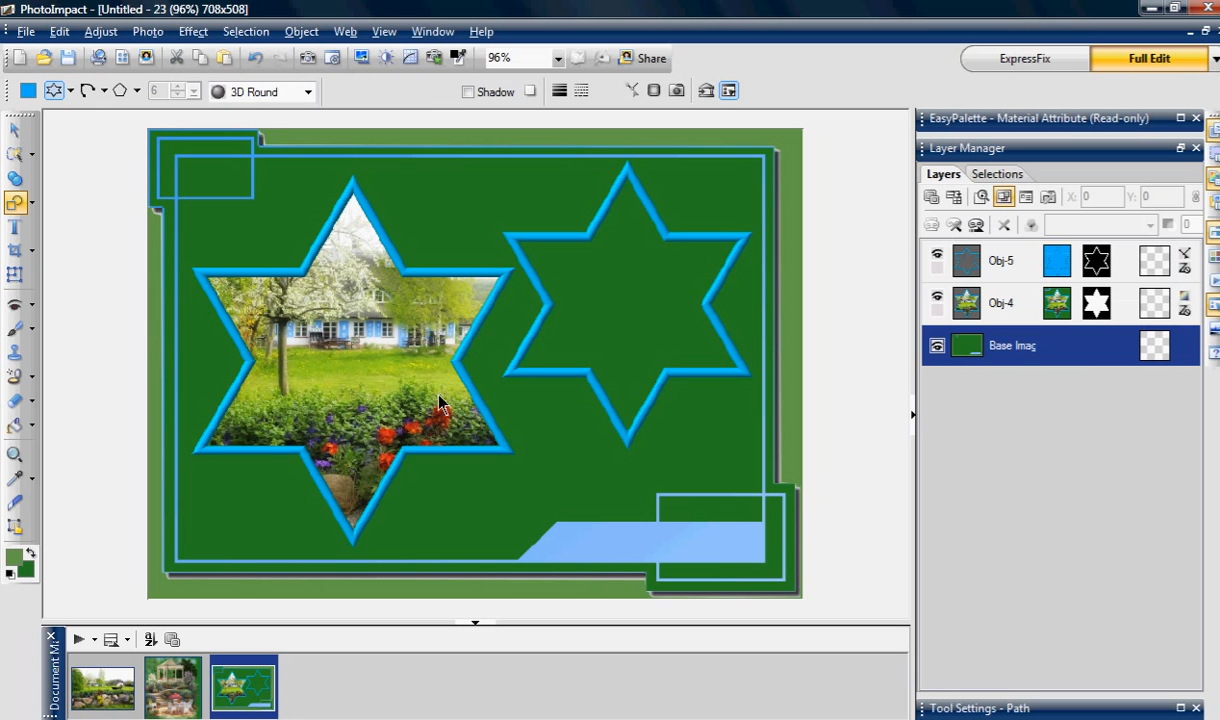 PhotoImpact - [Untitled - 23 (96%) 708x508]
File Edit Adjust Photo Effect Selection Object Web View Window Help
96% Share ExpressFix Full Edit
6 3D Round Shadow
EasyPalette - Material Attribute (Read-only)
Layer Manager
Layers Selections
X: 0 Y: 0
0
Obj-5
Obj-4
Base Imag
Tool Settings - Path